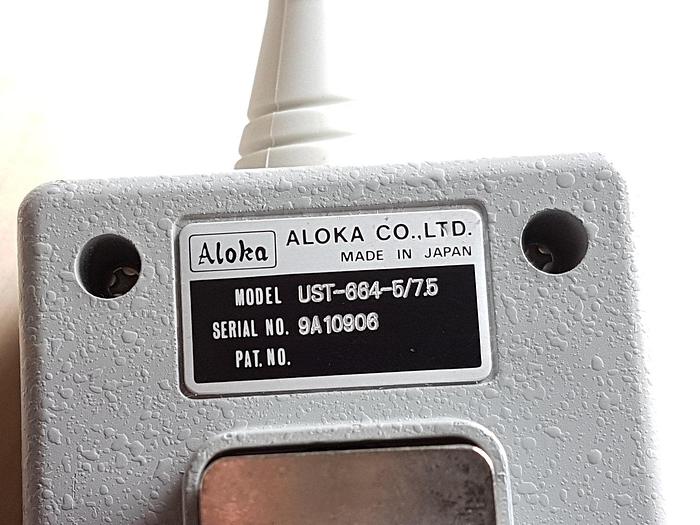 Aloka ALOKA CO.,LTD.
MADE IN JAPAN
MODEL UST-664-5/7.5
SERIAL NO. 9A10906
PAT. NO.